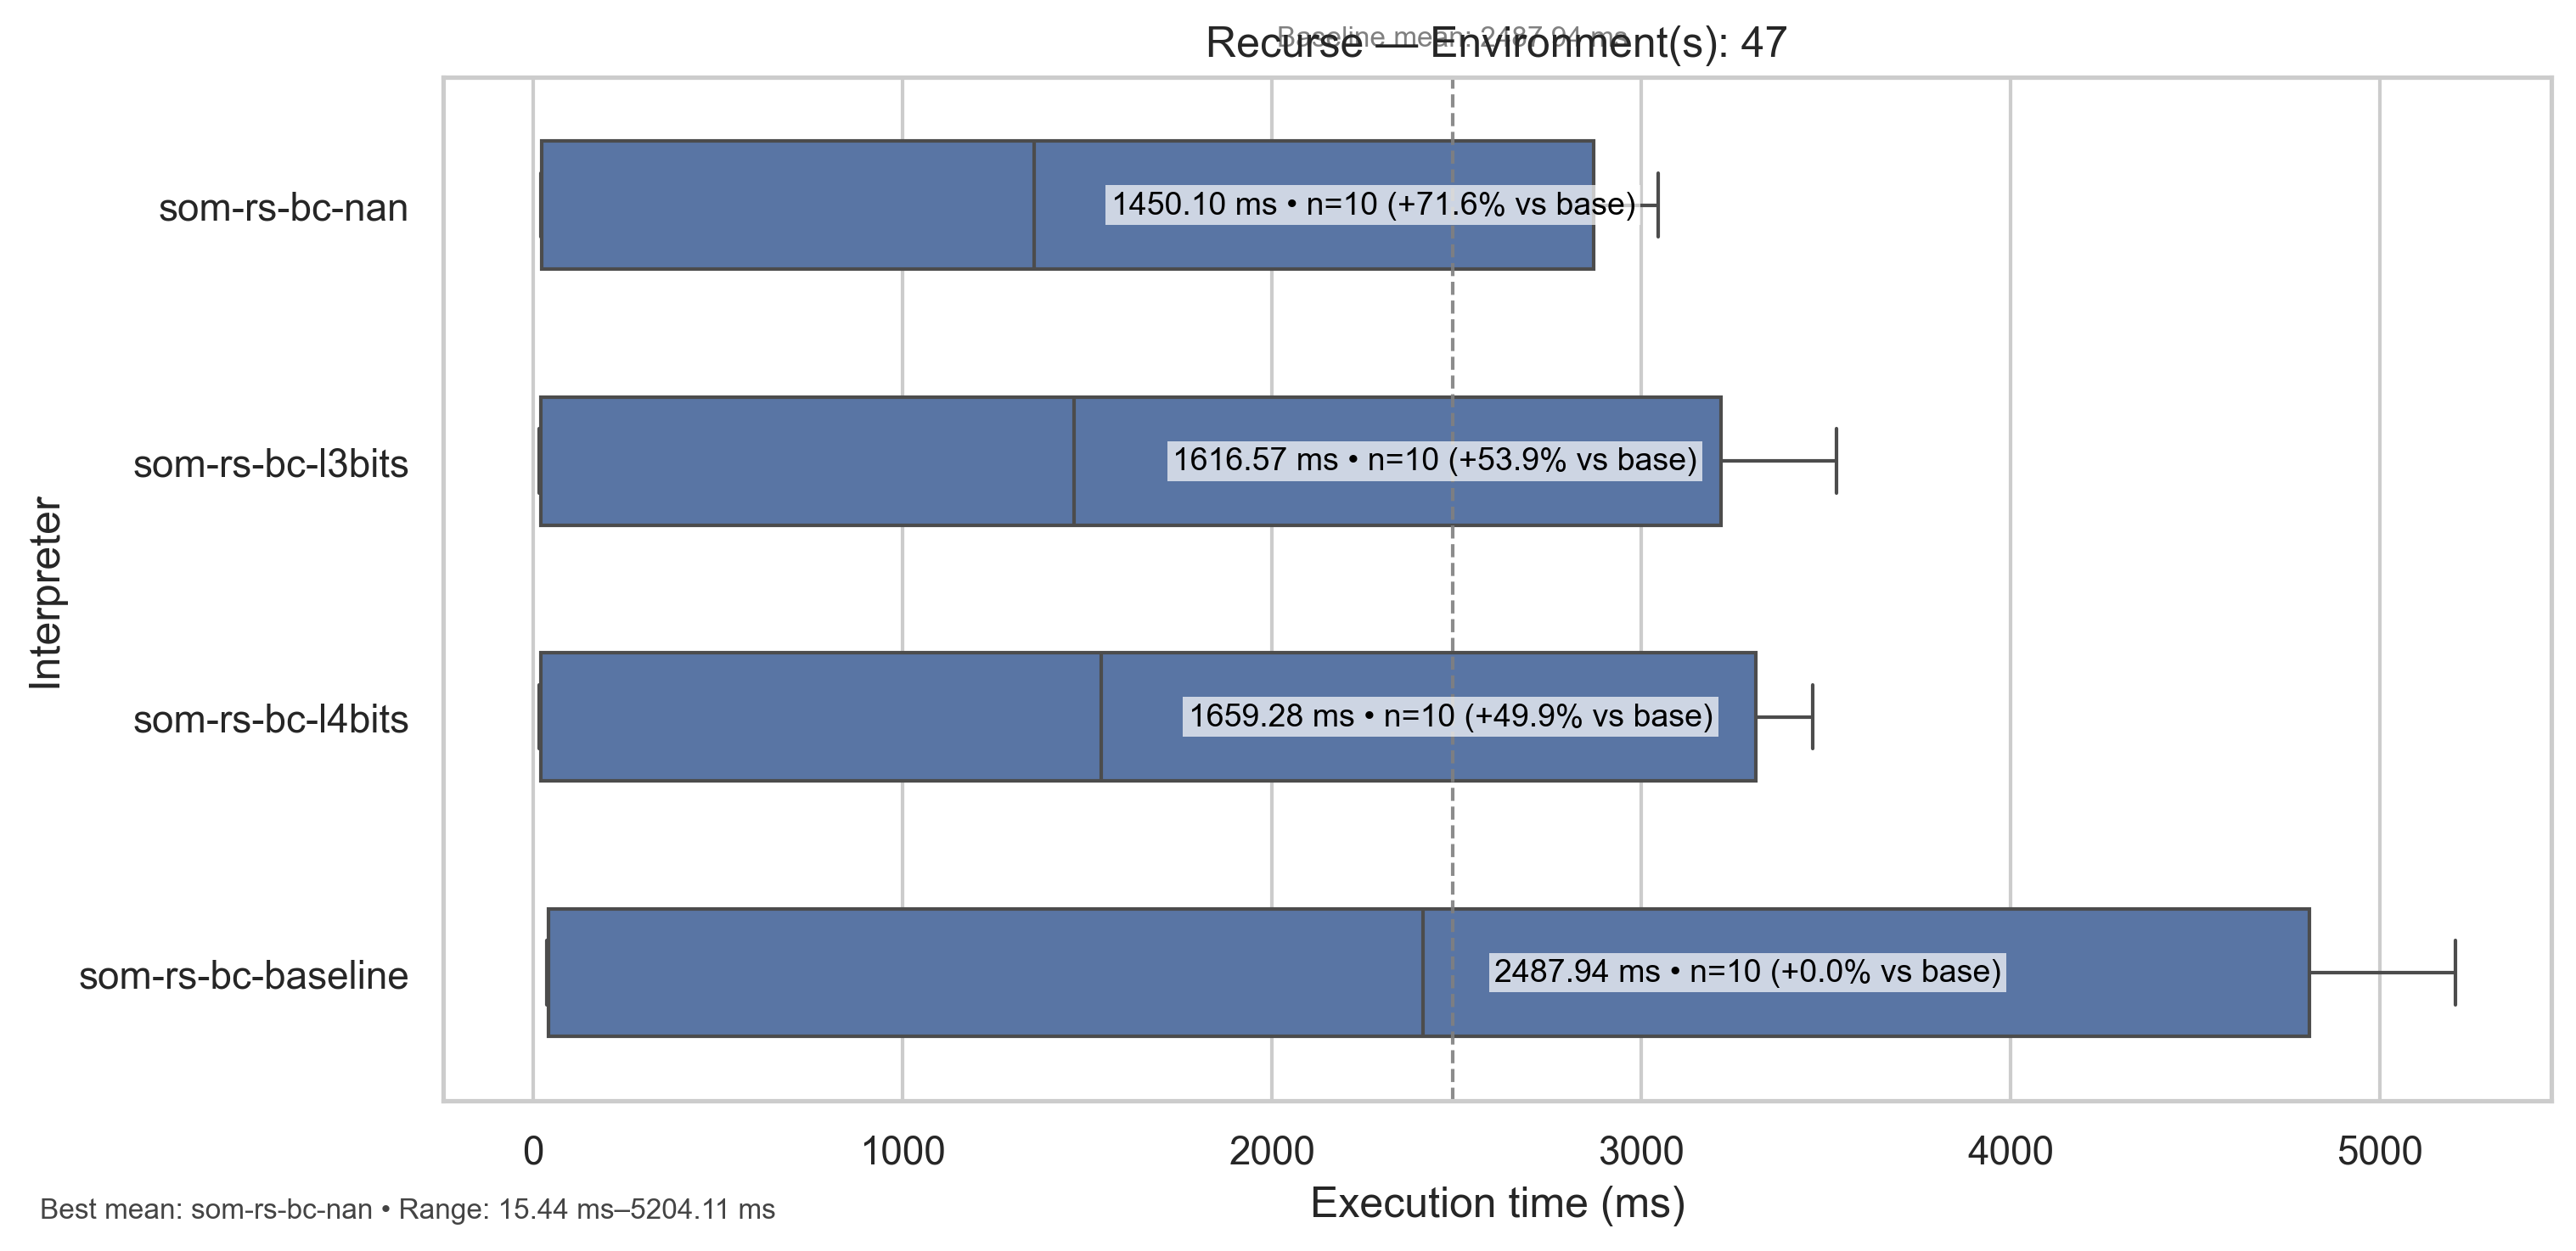 Baseline mean: 2487.94 ms
Recurse — Environment(s): 47
som-rs-bc-nan
1450.10 ms • n=10 (+71.6% vs base)
som-rs-bc-l3bits
1616.57 ms • n=10 (+53.9% vs base)
som-rs-bc-l4bits
1659.28 ms • n=10 (+49.9% vs base)
som-rs-bc-baseline
2487.94 ms • n=10 (+0.0% vs base)
Interpreter
0 1000 2000 3000 4000 5000
Execution time (ms)
Best mean: som-rs-bc-nan • Range: 15.44 ms–5204.11 ms